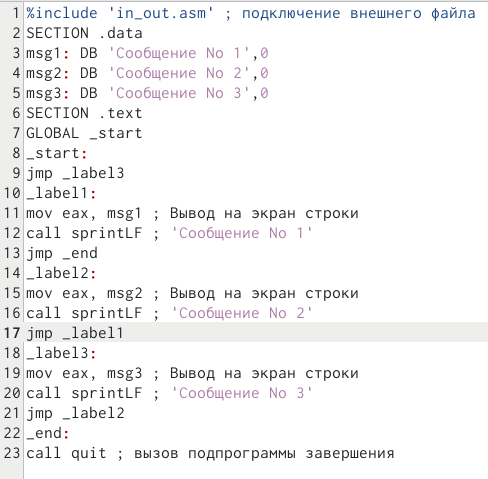 1 %include 'in_out.asm' ; подключение внешнего файла
2 SECTION .data
3 msg1: DB 'Сообщение No 1',0
4 msg2: DB 'Сообщение No 2',0
5 msg3: DB 'Сообщение No 3',0
6 SECTION .text
7 GLOBAL _start
8 _start:
9 jmp _label3
10 _label1:
11 mov eax, msg1 ; Вывод на экран строки
12 call sprintLF ; 'Сообщение No 1'
13 jmp _end
14 _label2:
15 mov eax, msg2 ; Вывод на экран строки
16 call sprintLF ; 'Сообщение No 2'
17 jmp _label1
18 _label3:
19 mov eax, msg3 ; Вывод на экран строки
20 call sprintLF ; 'Сообщение No 3'
21 jmp _label2
22 _end:
23 call quit ; вызов подпрограммы завершения